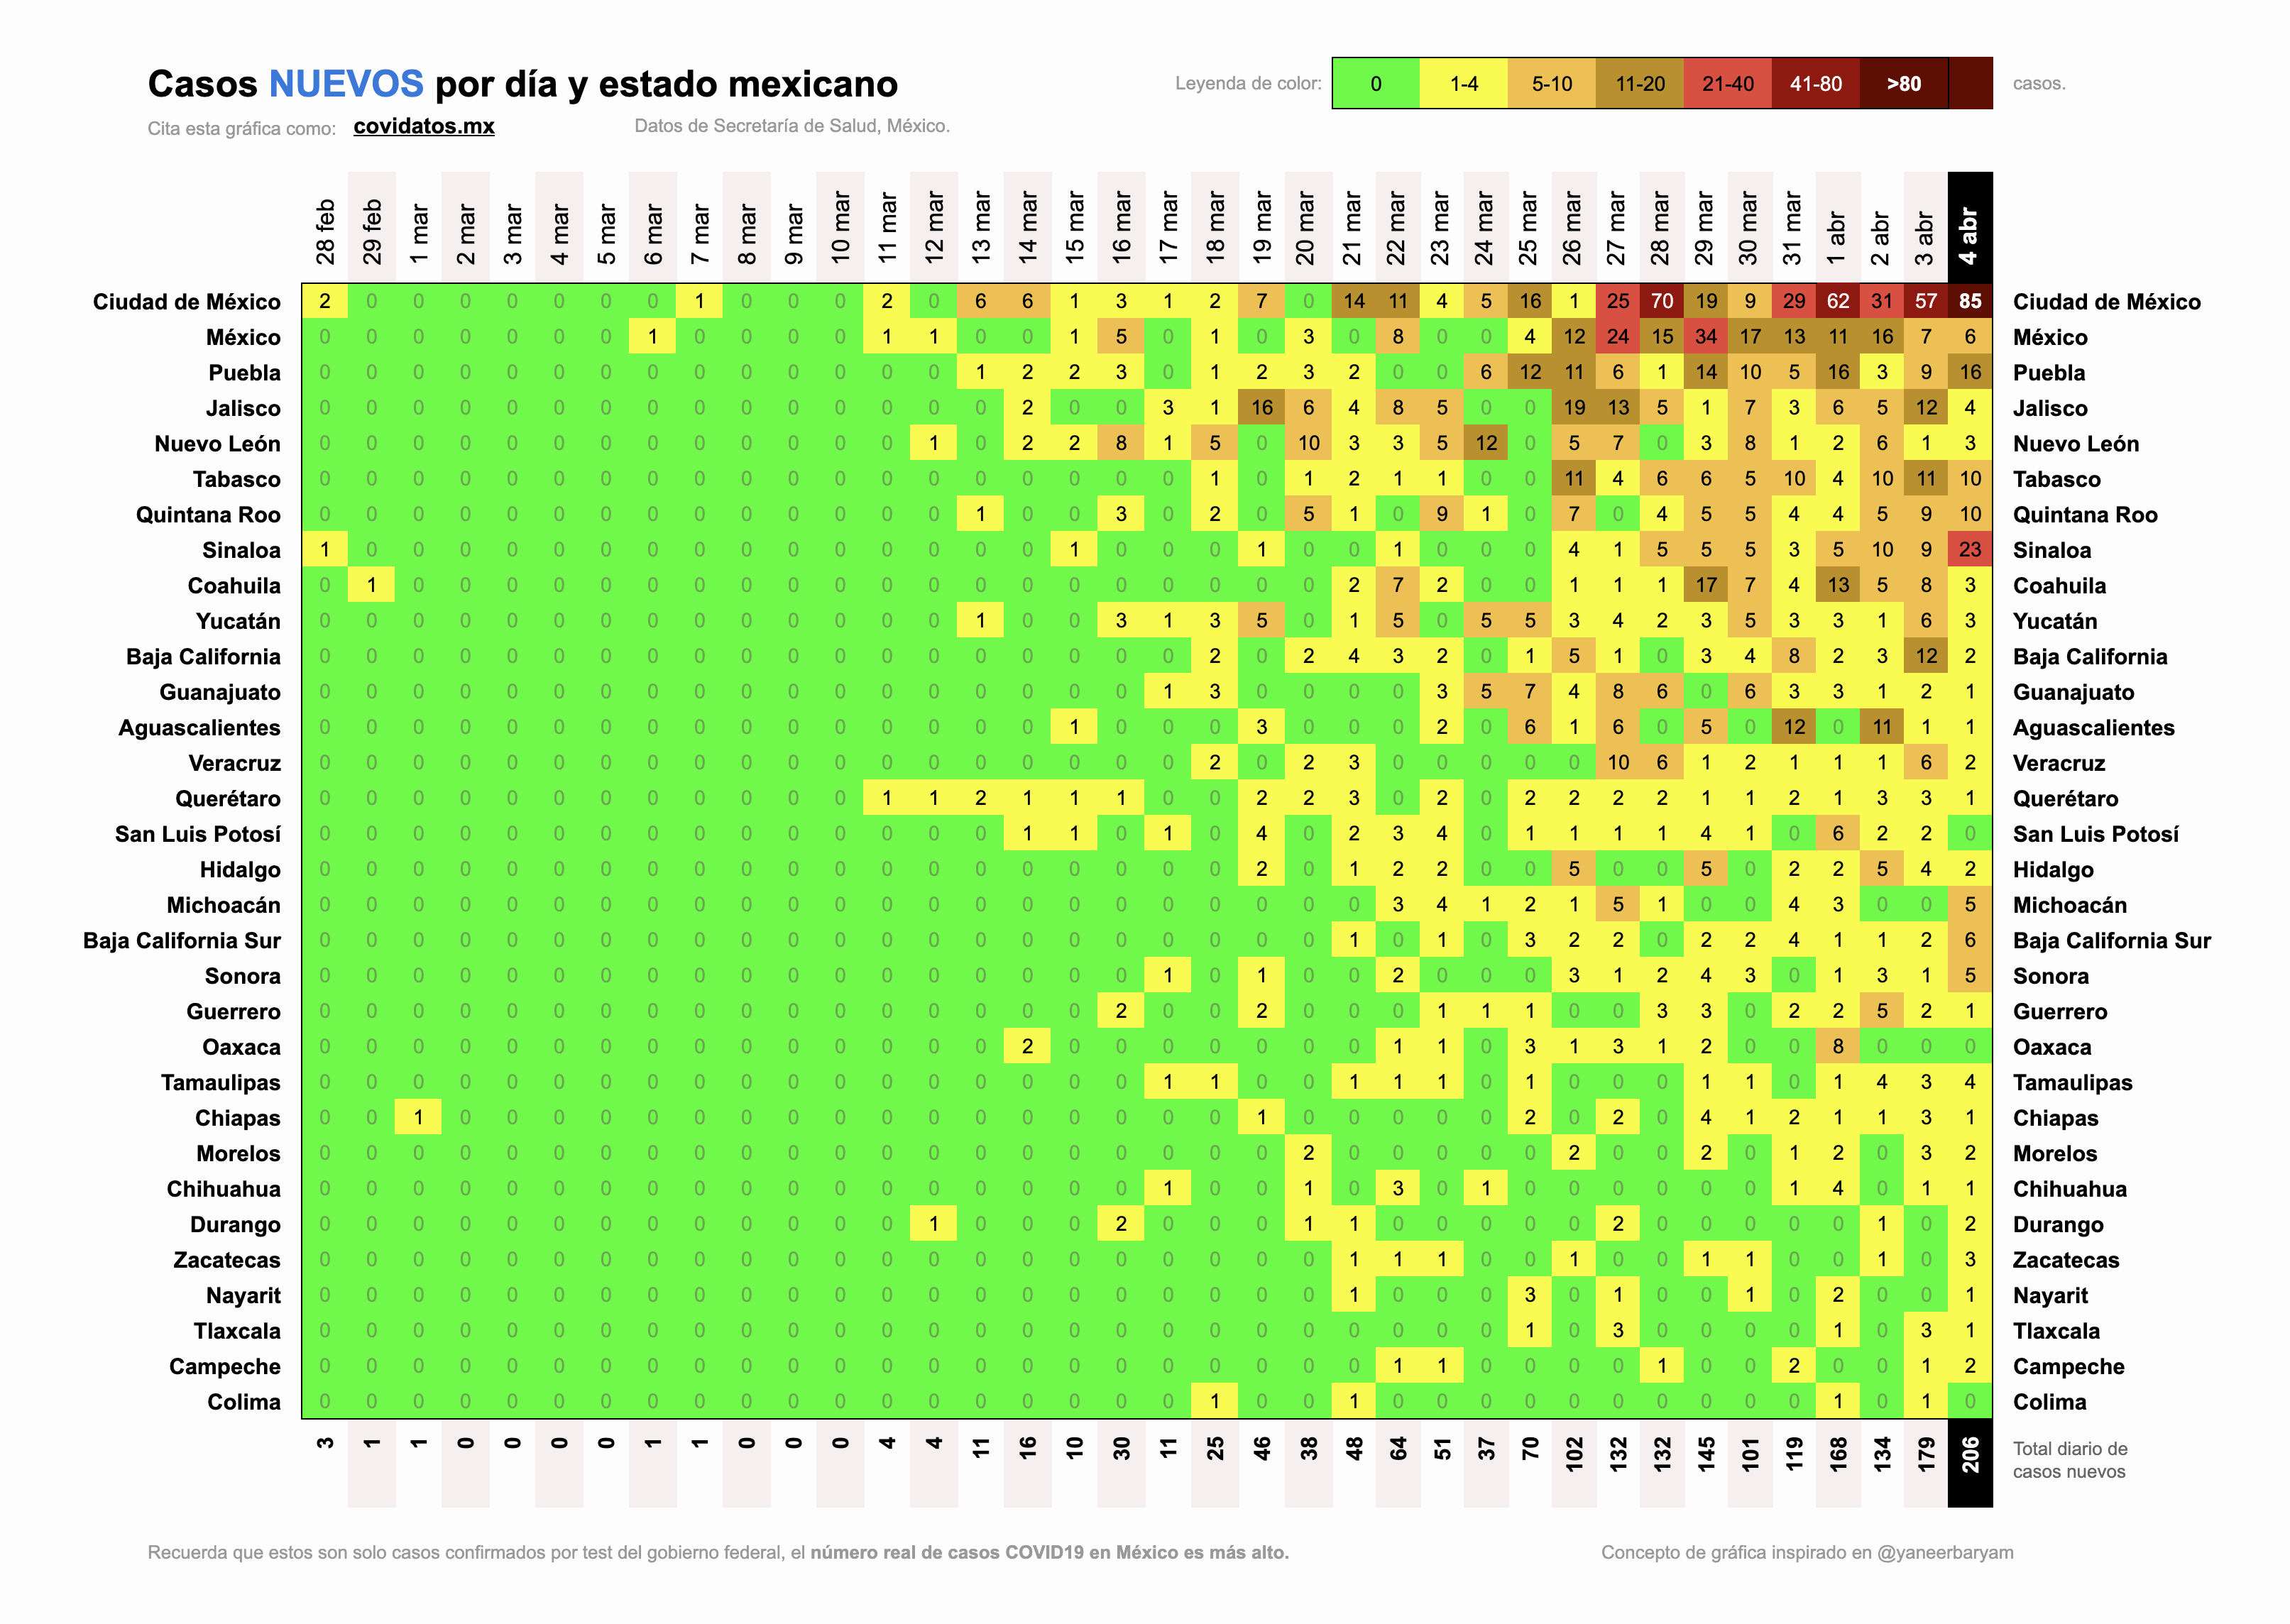 Casos NUEVOS por día y estado mexicano
Leyenda de color: 0 1-4 5-10 11-20 21-40 41-80 >80 casos.
Cita esta gráfica como: covidatos.mx Datos de Secretaría de Salud, México.
28 feb 29 feb 1 mar 2 mar 3 mar 4 mar 5 mar 6 mar 7 mar 8 mar 9 mar 10 mar 11 mar 12 mar 13 mar 14 mar 15 mar 16 mar 17 mar 18 mar 19 mar 20 mar 21 mar 22 mar 23 mar 24 mar 25 mar 26 mar 27 mar 28 mar 29 mar 30 mar 31 mar 1 abr 2 abr 3 abr 4 abr
Ciudad de México 2 0 0 0 0 0 0 0 1 0 0 0 2 0 6 6 1 3 1 2 7 0 14 11 4 5 16 1 25 70 19 9 29 62 31 57 85 Ciudad de México
México 0 0 0 0 0 0 0 1 0 0 0 0 1 1 0 0 1 5 0 1 0 3 0 8 0 0 4 12 24 15 34 17 13 11 16 7 6 México
Puebla 0 0 0 0 0 0 0 0 0 0 0 0 0 0 1 2 2 3 0 1 2 3 2 0 0 6 12 11 6 1 14 10 5 16 3 9 16 Puebla
Jalisco 0 0 0 0 0 0 0 0 0 0 0 0 0 0 0 2 0 0 3 1 16 6 4 8 5 0 0 19 13 5 1 7 3 6 5 12 4 Jalisco
Nuevo León 0 0 0 0 0 0 0 0 0 0 0 0 0 1 0 2 2 8 1 5 0 10 3 3 5 12 0 5 7 0 3 8 1 2 6 1 3 Nuevo León
Tabasco 0 0 0 0 0 0 0 0 0 0 0 0 0 0 0 0 0 0 0 1 0 1 2 1 1 0 0 11 4 6 6 5 10 4 10 11 10 Tabasco
Quintana Roo 0 0 0 0 0 0 0 0 0 0 0 0 0 0 1 0 0 3 0 2 0 5 1 0 9 1 0 7 0 4 5 5 4 4 5 9 10 Quintana Roo
Sinaloa 1 0 0 0 0 0 0 0 0 0 0 0 0 0 0 0 1 0 0 0 1 0 0 1 0 0 0 4 1 5 5 5 3 5 10 9 23 Sinaloa
Coahuila 0 1 0 0 0 0 0 0 0 0 0 0 0 0 0 0 0 0 0 0 0 0 2 7 2 0 0 1 1 1 17 7 4 13 5 8 3 Coahuila
Yucatán 0 0 0 0 0 0 0 0 0 0 0 0 0 0 1 0 0 3 1 3 5 0 1 5 0 5 5 3 4 2 3 5 3 3 1 6 3 Yucatán
Baja California 0 0 0 0 0 0 0 0 0 0 0 0 0 0 0 0 0 0 0 2 0 2 4 3 2 0 1 5 1 0 3 4 8 2 3 12 2 Baja California
Guanajuato 0 0 0 0 0 0 0 0 0 0 0 0 0 0 0 0 0 0 1 3 0 0 0 0 3 5 7 4 8 6 0 6 3 3 1 2 1 Guanajuato
Aguascalientes 0 0 0 0 0 0 0 0 0 0 0 0 0 0 0 0 1 0 0 0 3 0 0 0 2 0 6 1 6 0 5 0 12 0 11 1 1 Aguascalientes
Veracruz 0 0 0 0 0 0 0 0 0 0 0 0 0 0 0 0 0 0 0 2 0 2 3 0 0 0 0 0 10 6 1 2 1 1 1 6 2 Veracruz
Querétaro 0 0 0 0 0 0 0 0 0 0 0 0 1 1 2 1 1 1 0 0 2 2 3 0 2 0 2 2 2 2 1 1 2 1 3 3 1 Querétaro
San Luis Potosí 0 0 0 0 0 0 0 0 0 0 0 0 0 0 0 1 1 0 1 0 4 0 2 3 4 0 1 1 1 1 4 1 0 6 2 2 0 San Luis Potosí
Hidalgo 0 0 0 0 0 0 0 0 0 0 0 0 0 0 0 0 0 0 0 0 2 0 1 2 2 0 0 5 0 0 5 0 2 2 5 4 2 Hidalgo
Michoacán 0 0 0 0 0 0 0 0 0 0 0 0 0 0 0 0 0 0 0 0 0 0 0 3 4 1 2 1 5 1 0 0 4 3 0 0 5 Michoacán
Baja California Sur 0 0 0 0 0 0 0 0 0 0 0 0 0 0 0 0 0 0 0 0 0 0 1 0 1 0 3 2 2 0 2 2 4 1 1 2 6 Baja California Sur
Sonora 0 0 0 0 0 0 0 0 0 0 0 0 0 0 0 0 0 0 1 0 1 0 0 2 0 0 0 3 1 2 4 3 0 1 3 1 5 Sonora
Guerrero 0 0 0 0 0 0 0 0 0 0 0 0 0 0 0 0 0 2 0 0 2 0 0 0 1 1 1 0 0 3 3 0 2 2 5 2 1 Guerrero
Oaxaca 0 0 0 0 0 0 0 0 0 0 0 0 0 0 0 2 0 0 0 0 0 0 0 1 1 0 3 1 3 1 2 0 0 8 0 0 0 Oaxaca
Tamaulipas 0 0 0 0 0 0 0 0 0 0 0 0 0 0 0 0 0 0 1 1 0 0 1 1 1 0 1 0 0 0 1 1 0 1 4 3 4 Tamaulipas
Chiapas 0 0 1 0 0 0 0 0 0 0 0 0 0 0 0 0 0 0 0 0 1 0 0 0 0 0 2 0 2 0 4 1 2 1 1 3 1 Chiapas
Morelos 0 0 0 0 0 0 0 0 0 0 0 0 0 0 0 0 0 0 0 0 0 2 0 0 0 0 0 2 0 0 2 0 1 2 0 3 2 Morelos
Chihuahua 0 0 0 0 0 0 0 0 0 0 0 0 0 0 0 0 0 0 1 0 0 1 0 3 0 1 0 0 0 0 0 0 1 4 0 1 1 Chihuahua
Durango 0 0 0 0 0 0 0 0 0 0 0 0 0 1 0 0 0 2 0 0 0 1 1 0 0 0 0 0 2 0 0 0 0 0 1 0 2 Durango
Zacatecas 0 0 0 0 0 0 0 0 0 0 0 0 0 0 0 0 0 0 0 0 0 0 1 1 1 0 0 1 0 0 1 1 0 0 1 0 3 Zacatecas
Nayarit 0 0 0 0 0 0 0 0 0 0 0 0 0 0 0 0 0 0 0 0 0 0 1 0 0 0 3 0 1 0 0 1 0 2 0 0 1 Nayarit
Tlaxcala 0 0 0 0 0 0 0 0 0 0 0 0 0 0 0 0 0 0 0 0 0 0 0 0 0 0 1 0 3 0 0 0 0 1 0 3 1 Tlaxcala
Campeche 0 0 0 0 0 0 0 0 0 0 0 0 0 0 0 0 0 0 0 0 0 0 0 1 1 0 0 0 0 1 0 0 2 0 0 1 2 Campeche
Colima 0 0 0 0 0 0 0 0 0 0 0 0 0 0 0 0 0 0 0 1 0 0 1 0 0 0 0 0 0 0 0 0 0 1 0 1 0 Colima
3 1 1 0 0 0 0 1 1 0 0 0 4 4 11 16 10 30 11 25 46 38 48 64 51 37 70 102 132 132 145 101 119 168 134 179 206 Total diario de
casos nuevos
Recuerda que estos son solo casos confirmados por test del gobierno federal, el número real de casos COVID19 en México es más alto. Concepto de gráfica inspirado en @yaneerbaryam